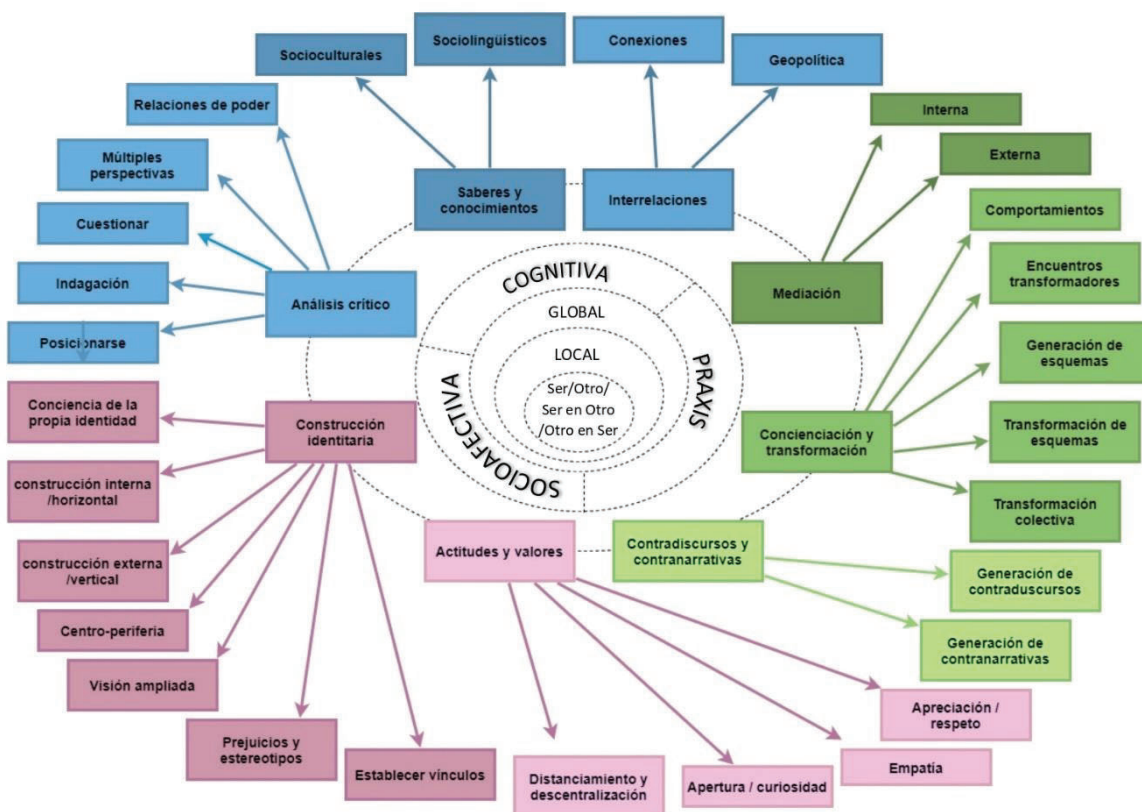 Sociolingüísticos
Conexiones
Socioculturales
Geopolítica
Relaciones de poder
Interna
Múltiples
perspectivas
Externa
Saberes y
conocimientos
Interrelaciones
Comportamientos
Cuestionar
Encuentros
transformadores
Indagación
Análisis crítico
Mediación
COGNITIVA
GLOBAL
Posicionarse
LOCAL
PRAXIS
Generación de
esquemas
Ser/Otro/
Ser en Otro
/Otro en Ser
SOCIOAFECTIVA
Conciencia de la
propia identidad
Construcción
identitaria
Concienciación y
transformación
Transformación de
esquemas
construcción interna
/horizontal
Transformación
colectiva
Actitudes y valores
Contradiscursos y
contranarrativas
construcción externa
/vertical
Generación de
contraduscursos
Centro-periferia
Generación de
contranarrativas
Visión ampliada
Apreciación /
respeto
Prejuicios y
estereotipos
Establecer vínculos
Distanciamiento y
descentralización
Apertura / curiosidad
Empatía